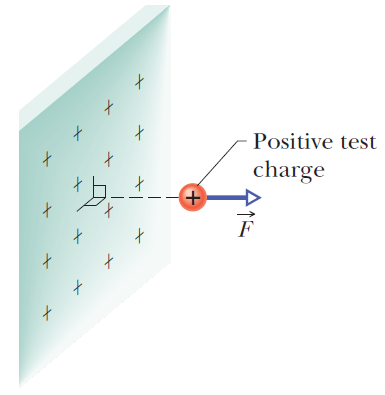 Positive test
charge
+
F